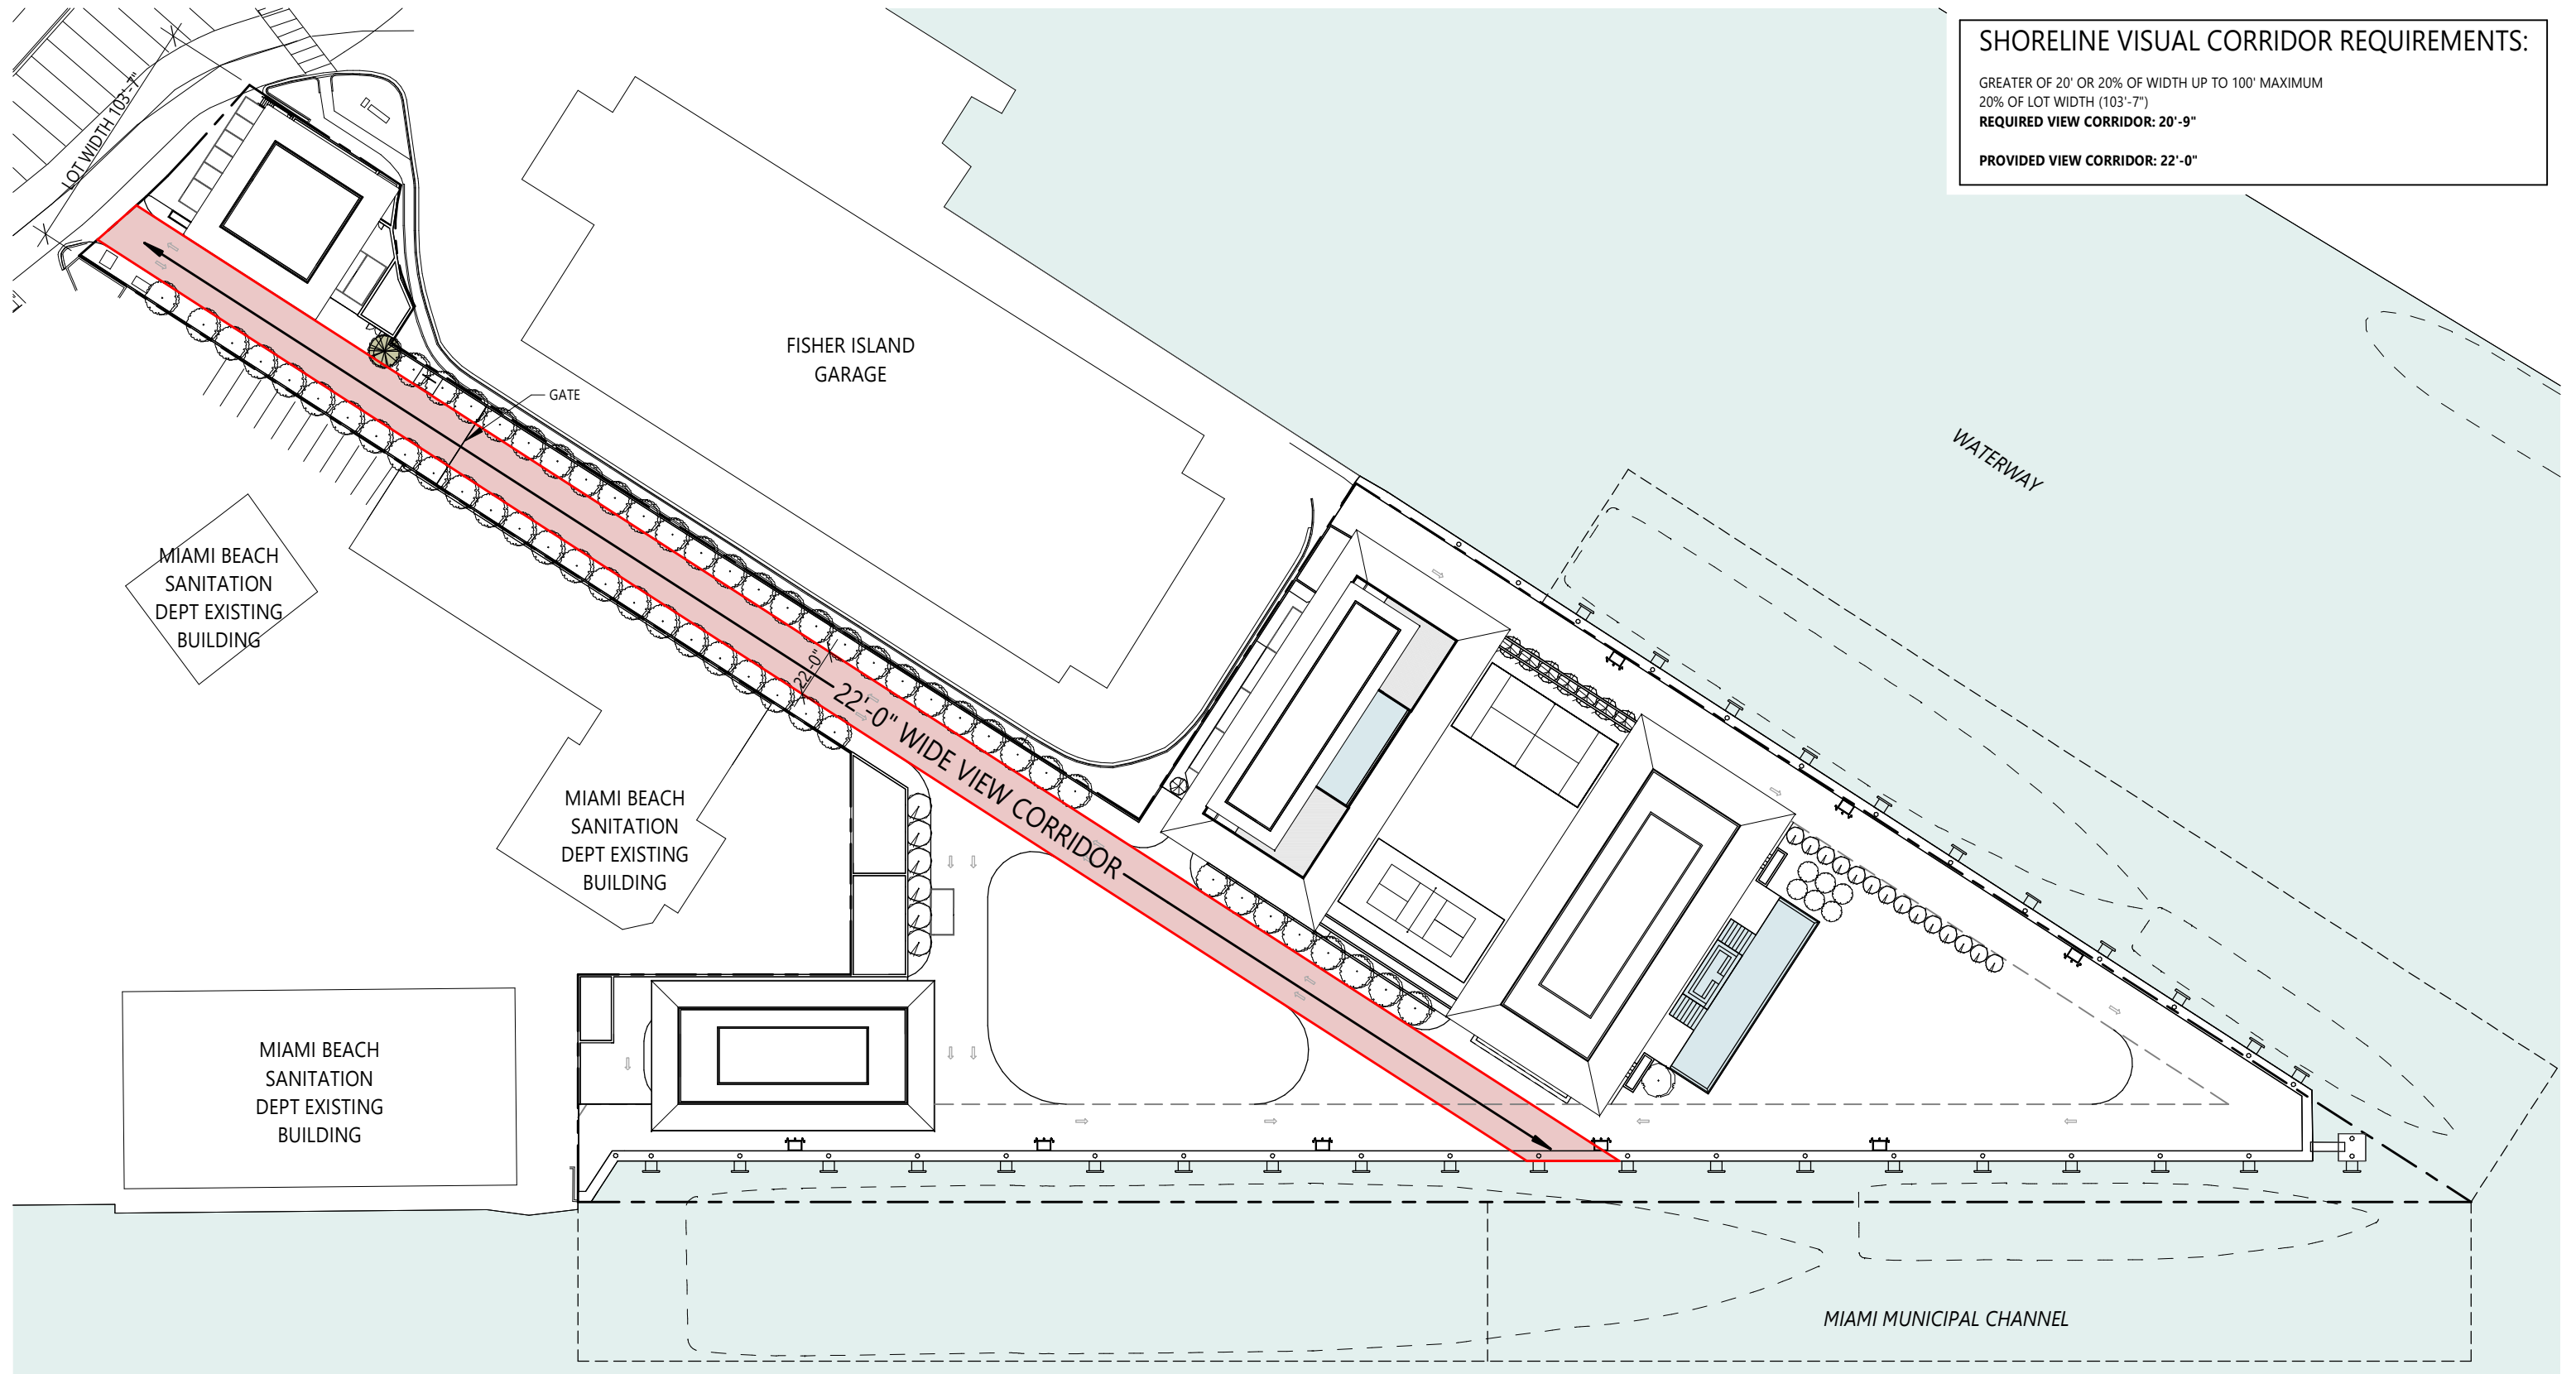 SHORELINE VISUAL CORRIDOR REQUIREMENTS:
GREATER OF 20' OR 20% OF WIDTH UP TO 100' MAXIMUM
20% OF LOT WIDTH (103'-7")
REQUIRED VIEW CORRIDOR: 20'-9"
PROVIDED VIEW CORRIDOR: 22'-0"
LOT WIDTH 103'-7"
FISHER ISLAND
GARAGE
GATE
WATERWAY
MIAMI BEACH
SANITATION
DEPT EXISTING
BUILDING
22'-0"
22'-0" WIDE VIEW CORRIDOR
MIAMI BEACH
SANITATION
DEPT EXISTING
BUILDING
MIAMI BEACH
SANITATION
DEPT EXISTING
BUILDING
MIAMI MUNICIPAL CHANNEL